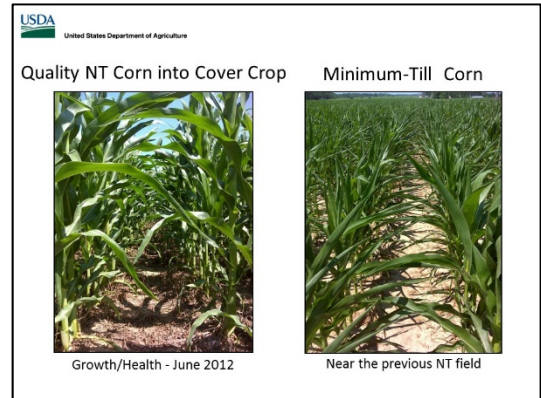 USDA
United States Department of Agriculture
Quality NT Corn into Cover Crop
Minimum-Till Corn
Growth/Health - June 2012
Near the previous NT field